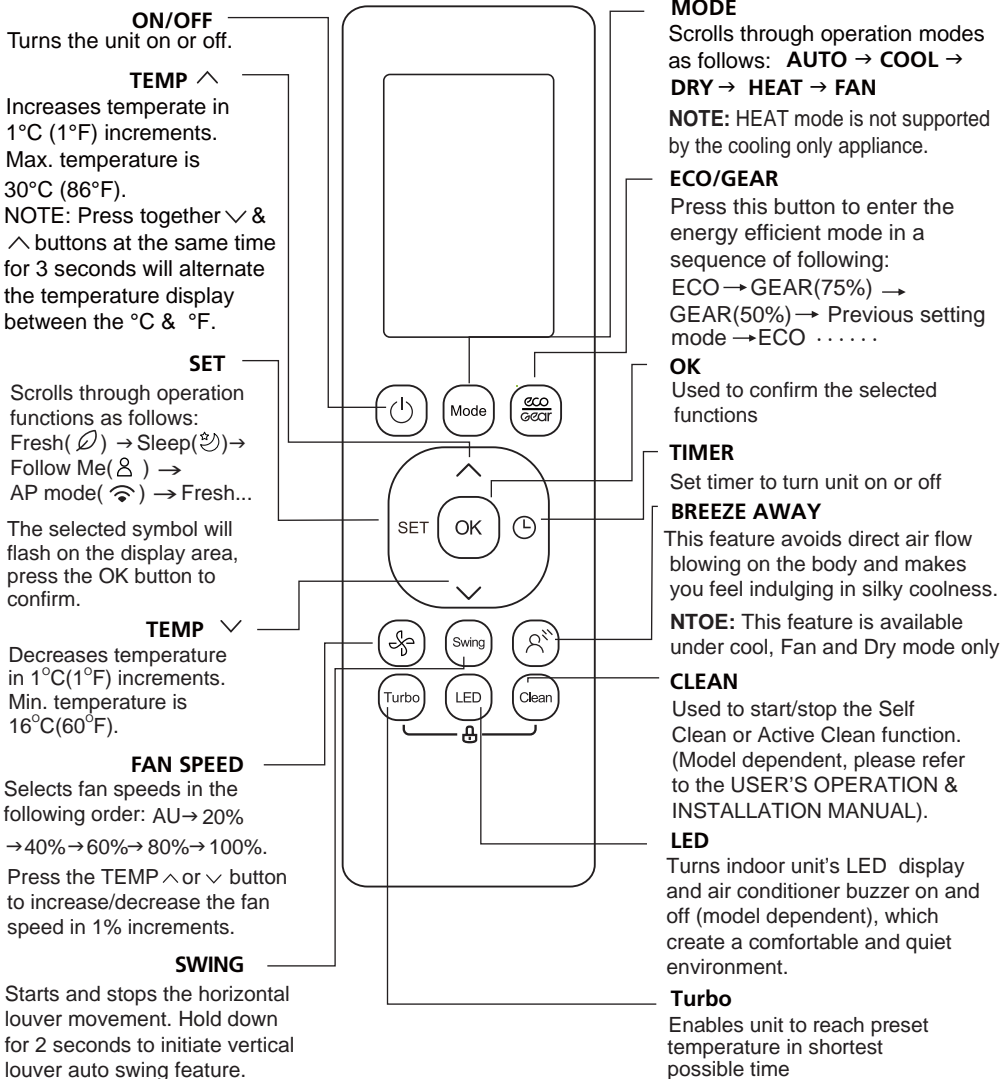 ON/OFF
Turns the unit on or off.
TEMP
Increases temperate in
1°C (1°F) increments.
Max. temperature is
30°C (86°F).
NOTE: Press together &
buttons at the same time
for 3 seconds will alternate
the temperature display
between the °C & °F.
SET
Scrolls through operation
functions as follows:
Fresh( ) → Sleep( ) →
Follow Me( ) →
AP mode( ) → Fresh...
The selected symbol will
flash on the display area,
press the OK button to
confirm.
TEMP
Decreases temperature
in 1°C(1°F) increments.
Min. temperature is
16°C(60°F).
FAN SPEED
Selects fan speeds in the
following order: AU→ 20%
→40%→60%→ 80%→100%.
Press the TEMP or button
to increase/decrease the fan
speed in 1% increments.
SWING
Starts and stops the horizontal
louver movement. Hold down
for 2 seconds to initiate vertical
louver auto swing feature.
Mode
eco
Gear
SET
OK
Swing
Turbo
LED
Clean
MODE
Scrolls through operation modes
as follows: AUTO → COOL →
DRY → HEAT → FAN
NOTE: HEAT mode is not supported
by the cooling only appliance.
ECO/GEAR
Press this button to enter the
energy efficient mode in a
sequence of following:
ECO → GEAR(75%) →
GEAR(50%) → Previous setting
mode → ECO ······
OK
Used to confirm the selected
functions
TIMER
Set timer to turn unit on or off
BREEZE AWAY
This feature avoids direct air flow
blowing on the body and makes
you feel indulging in silky coolness.
NTOE: This feature is available
under cool, Fan and Dry mode only
CLEAN
Used to start/stop the Self
Clean or Active Clean function.
(Model dependent, please refer
to the USER'S OPERATION &
INSTALLATION MANUAL).
LED
Turns indoor unit's LED display
and air conditioner buzzer on and
off (model dependent), which
create a comfortable and quiet
environment.
Turbo
Enables unit to reach preset
temperature in shortest
possible time